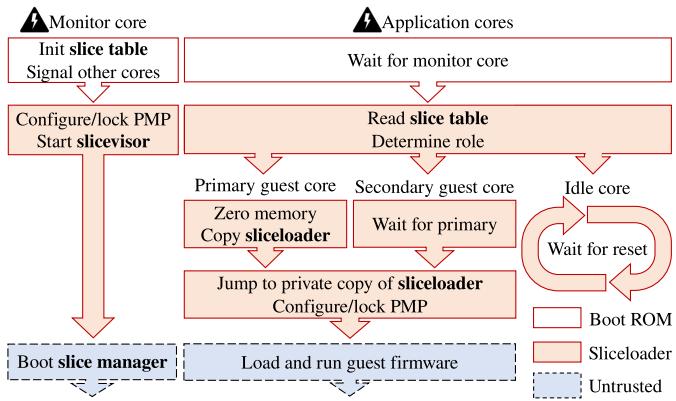 Monitor core
Application cores
Init slice table
Signal other cores
Wait for monitor core
Configure/lock PMP
Start slicevisor
Read slice table
Determine role
Primary guest core
Secondary guest core
Idle core
Zero memory
Copy sliceloader
Wait for primary
Wait for reset
Jump to private copy of sliceloader
Configure/lock PMP
Boot ROM
Sliceloader
Boot slice manager
Load and run guest firmware
Untrusted